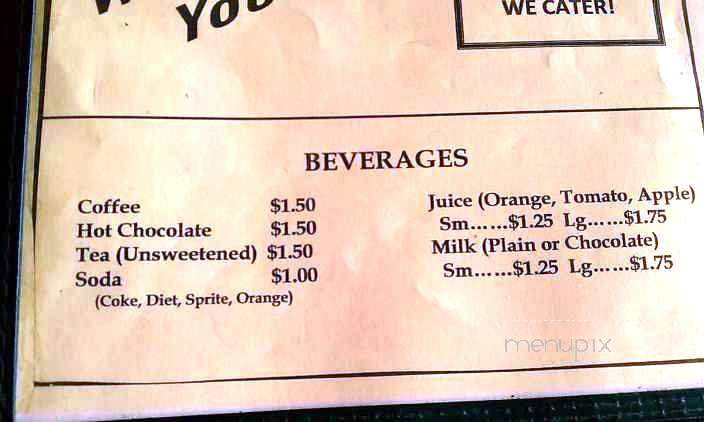 You
WE CATER!
BEVERAGES
Coffee $1.50
Hot Chocolate $1.50
Tea (Unsweetened) $1.50
Soda $1.00
(Coke, Diet, Sprite, Orange)
Juice (Orange, Tomato, Apple)
Sm......$1.25 Lg......$1.75
Milk (Plain or Chocolate)
Sm......$1.25 Lg......$1.75
menupix